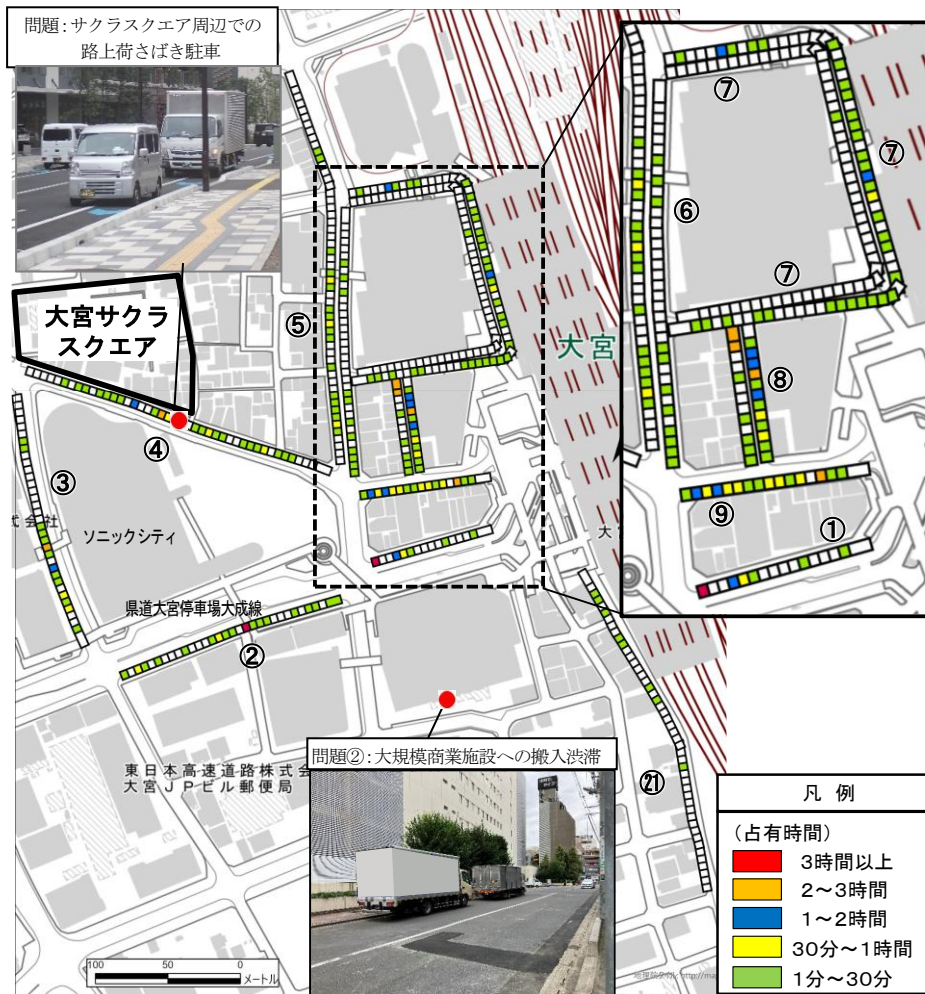 問題:サクラスクエア周辺での
路上荷さばき駐車
大宮サクラ
スクエア
大宮
⑤
④
③
ソニックシティ
県道大宮停車場大成線
②
東日本高速道路株式会
大宮JPビル郵便局
問題②:大規模商業施設への搬入渋滞
㉑
⑦
⑦
⑥
⑦
⑧
⑨
①
凡 例
(占有時間)
3時間以上
2~3時間
1~2時間
30分~1時間
1分~30分
100 50 0
メートル